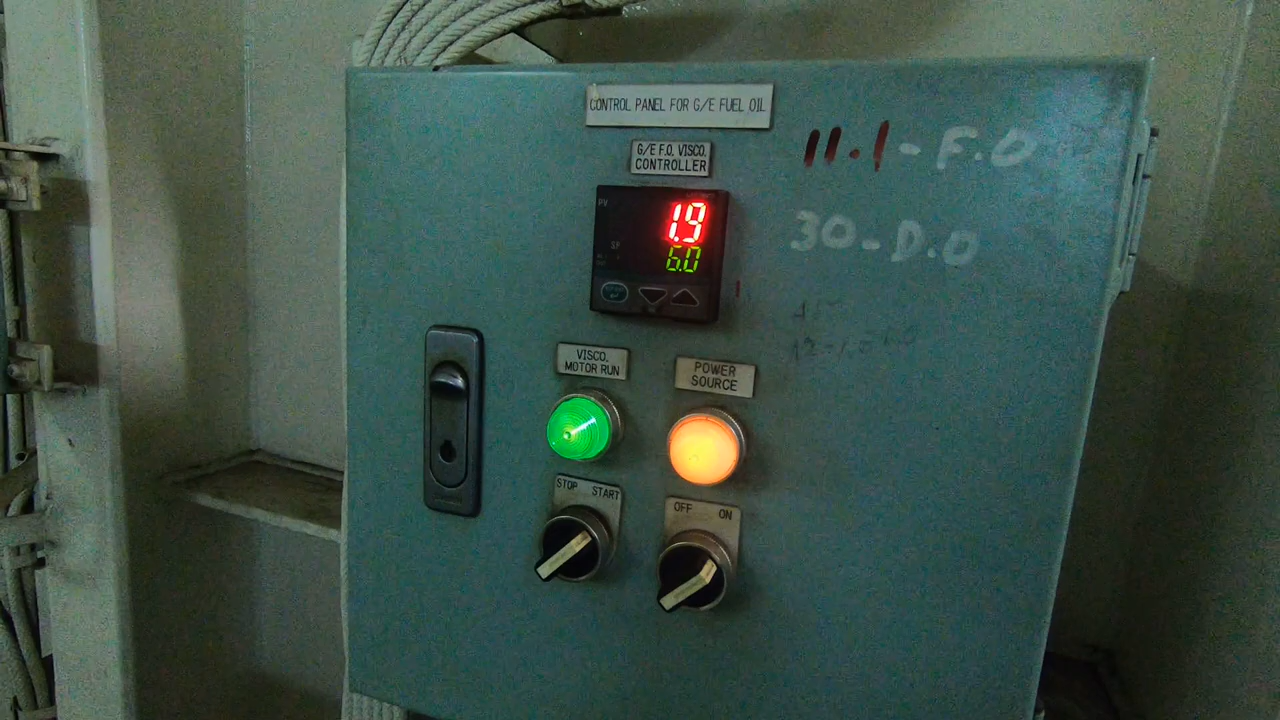 CONTROL PANEL FOR G/E FUEL OIL
G/E F.O. VISCO.
CONTROLLER
11.1 - F.O
PV
1.9
30 - D.O
SP
6.0
VISCO.
MOTOR RUN
POWER
SOURCE
STOP START
OFF ON